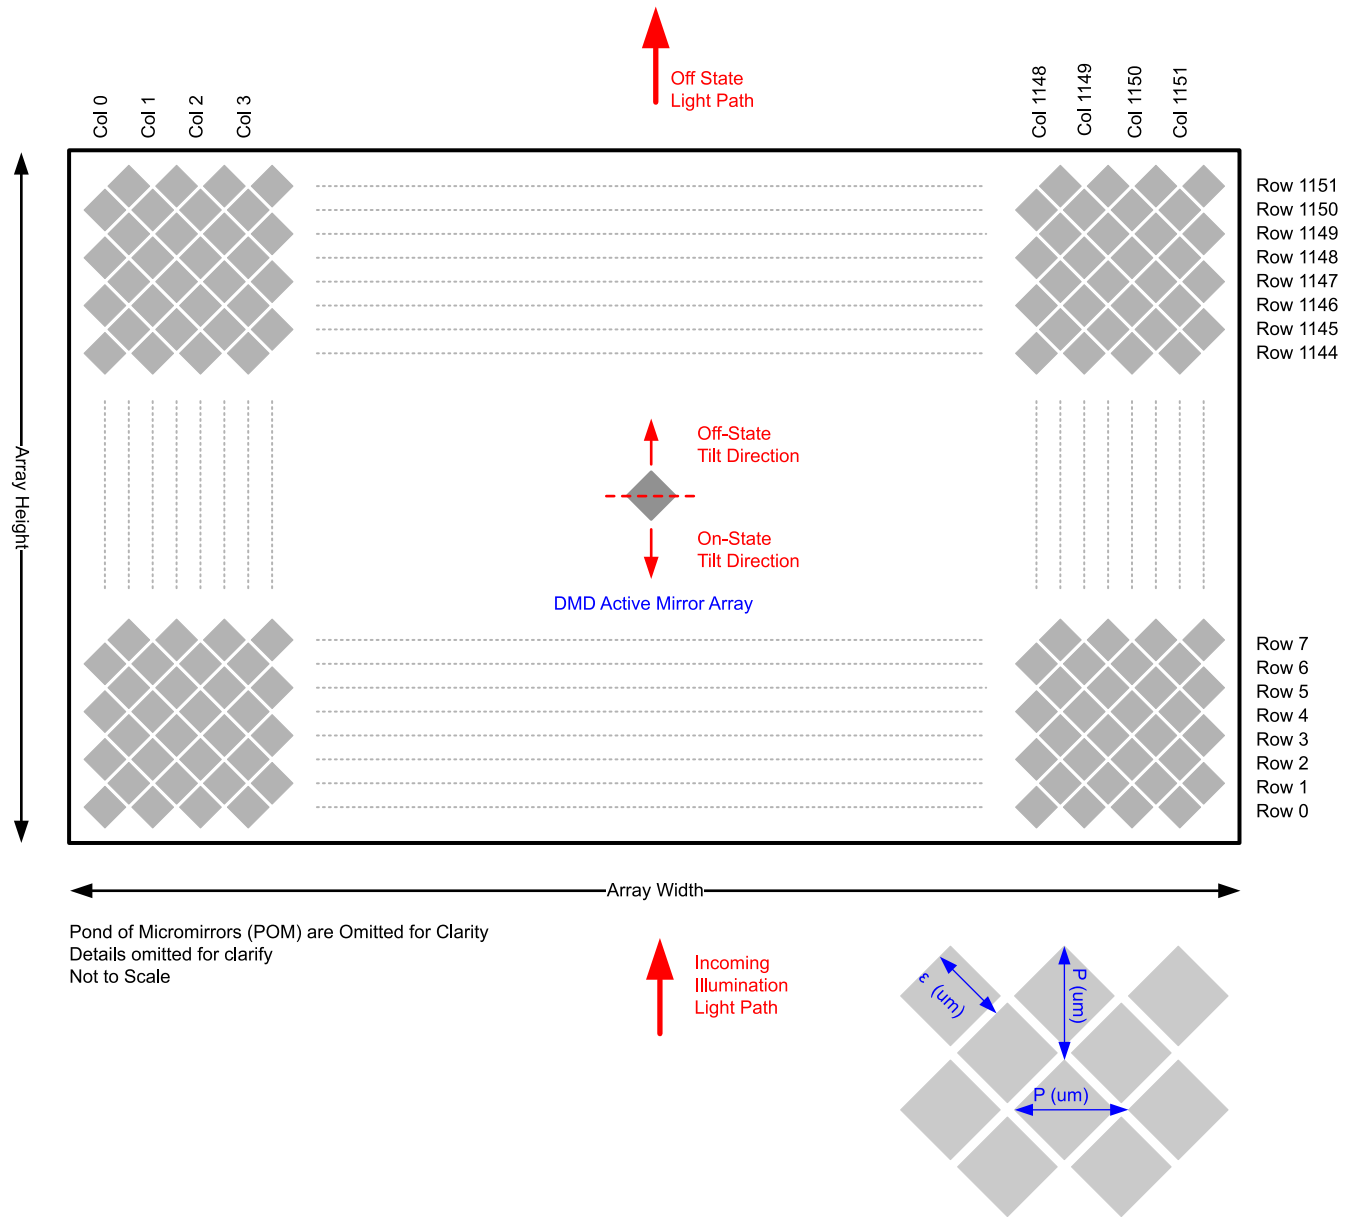 Off State
Light Path
Col 0
Col 1
Col 2
Col 3
Col 1148
Col 1149
Col 1150
Col 1151
Row 1151
Row 1150
Row 1149
Row 1148
Row 1147
Row 1146
Row 1145
Row 1144
Array Height
Off-State
Tilt Direction
On-State
Tilt Direction
DMD Active Mirror Array
Row 7
Row 6
Row 5
Row 4
Row 3
Row 2
Row 1
Row 0
Array Width
Pond of Micromirrors (POM) are Omitted for Clarity
Details omitted for clarify
Not to Scale
Incoming
Illumination
Light Path
ε (um)
P (um)
P (um)